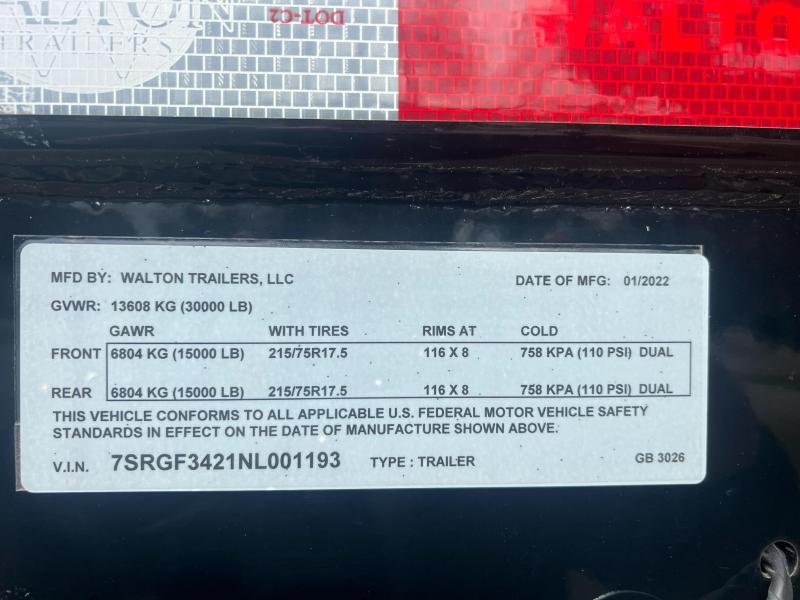 WALTON
TRAILERS
DOT-C2
WALTO
MFD BY: WALTON TRAILERS, LLC DATE OF MFG: 01/2022
GVWR: 13608 KG (30000 LB)
GAWR WITH TIRES RIMS AT COLD
FRONT 6804 KG (15000 LB) 215/75R17.5 116 X 8 758 KPA (110 PSI) DUAL
REAR 6804 KG (15000 LB) 215/75R17.5 116 X 8 758 KPA (110 PSI) DUAL
THIS VEHICLE CONFORMS TO ALL APPLICABLE U.S. FEDERAL MOTOR VEHICLE SAFETY
STANDARDS IN EFFECT ON THE DATE OF MANUFACTURE SHOWN ABOVE.
V.I.N. 7SRGF3421NL001193 TYPE : TRAILER GB 3026